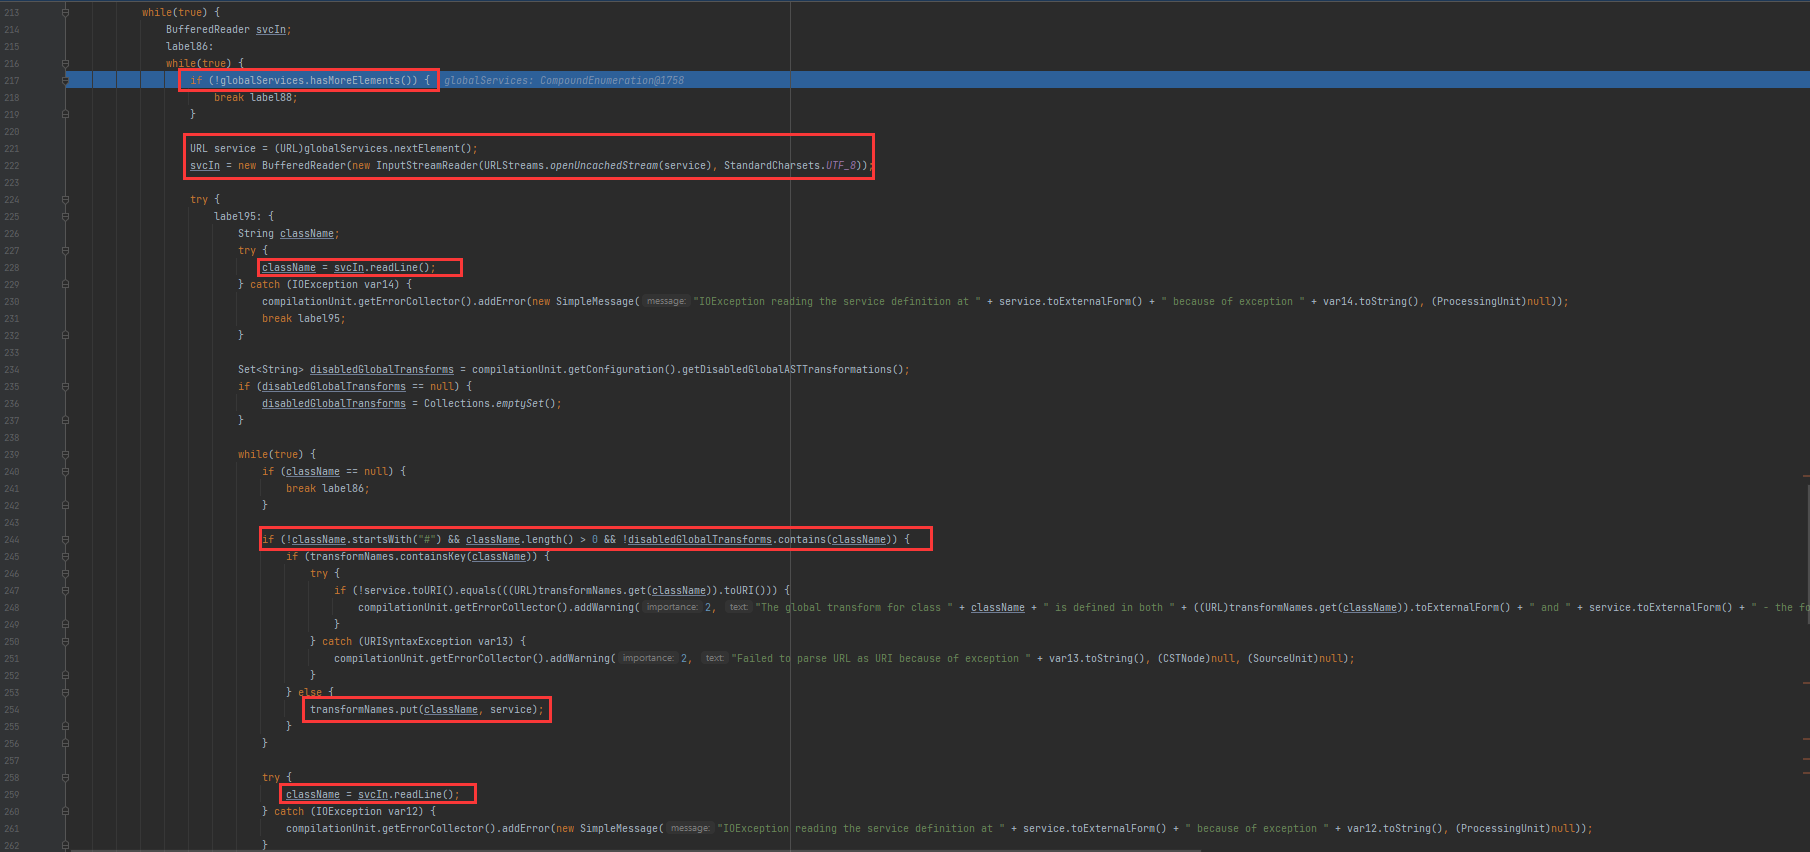 213 while(true) {
214 BufferedReader svcIn;
215 label86:
216 while(true) {
217 if (!globalServices.hasMoreElements()) { globalServices: CompoundEnumeration@1758
218 break label88;
219 }
220
221 URL service = (URL)globalServices.nextElement();
222 svcIn = new BufferedReader(new InputStreamReader(URLStreams.openUncachedStream(service), StandardCharsets.UTF_8));
223
224 try {
225 label95: {
226 String className;
227 try {
228 className = svcIn.readLine();
229 } catch (IOException var14) {
230 compilationUnit.getErrorCollector().addError(new SimpleMessage( message: "IOException reading the service definition at " + service.toExternalForm() + " because of exception " + var14.toString(), (ProcessingUnit)null));
231 break label95;
232 }
233
234 Set<String> disabledGlobalTransforms = compilationUnit.getConfiguration().getDisabledGlobalASTTransformations();
235 if (disabledGlobalTransforms == null) {
236 disabledGlobalTransforms = Collections.emptySet();
237 }
238
239 while(true) {
240 if (className == null) {
241 break label86;
242 }
243
244 if (!className.startsWith("#") && className.length() > 0 && !disabledGlobalTransforms.contains(className)) {
245 if (transformNames.containsKey(className)) {
246 try {
247 if (!service.toURI().equals(((URL)transformNames.get(className)).toURI())) {
248 compilationUnit.getErrorCollector().addWarning( importance: 2, text: "The global transform for class " + className + " is defined in both " + ((URL)transformNames.get(className)).toExternalForm() + " and " + service.toExternalForm() + " - the fo
249 }
250 } catch (URISyntaxException var13) {
251 compilationUnit.getErrorCollector().addWarning( importance: 2, text: "Failed to parse URL as URI because of exception " + var13.toString(), (CSTNode)null, (SourceUnit)null);
252 }
253 } else {
254 transformNames.put(className, service);
255 }
256 }
257
258 try {
259 className = svcIn.readLine();
260 } catch (IOException var12) {
261 compilationUnit.getErrorCollector().addError(new SimpleMessage( message: "IOException reading the service definition at " + service.toExternalForm() + " because of exception " + var12.toString(), (ProcessingUnit)null));
262 }